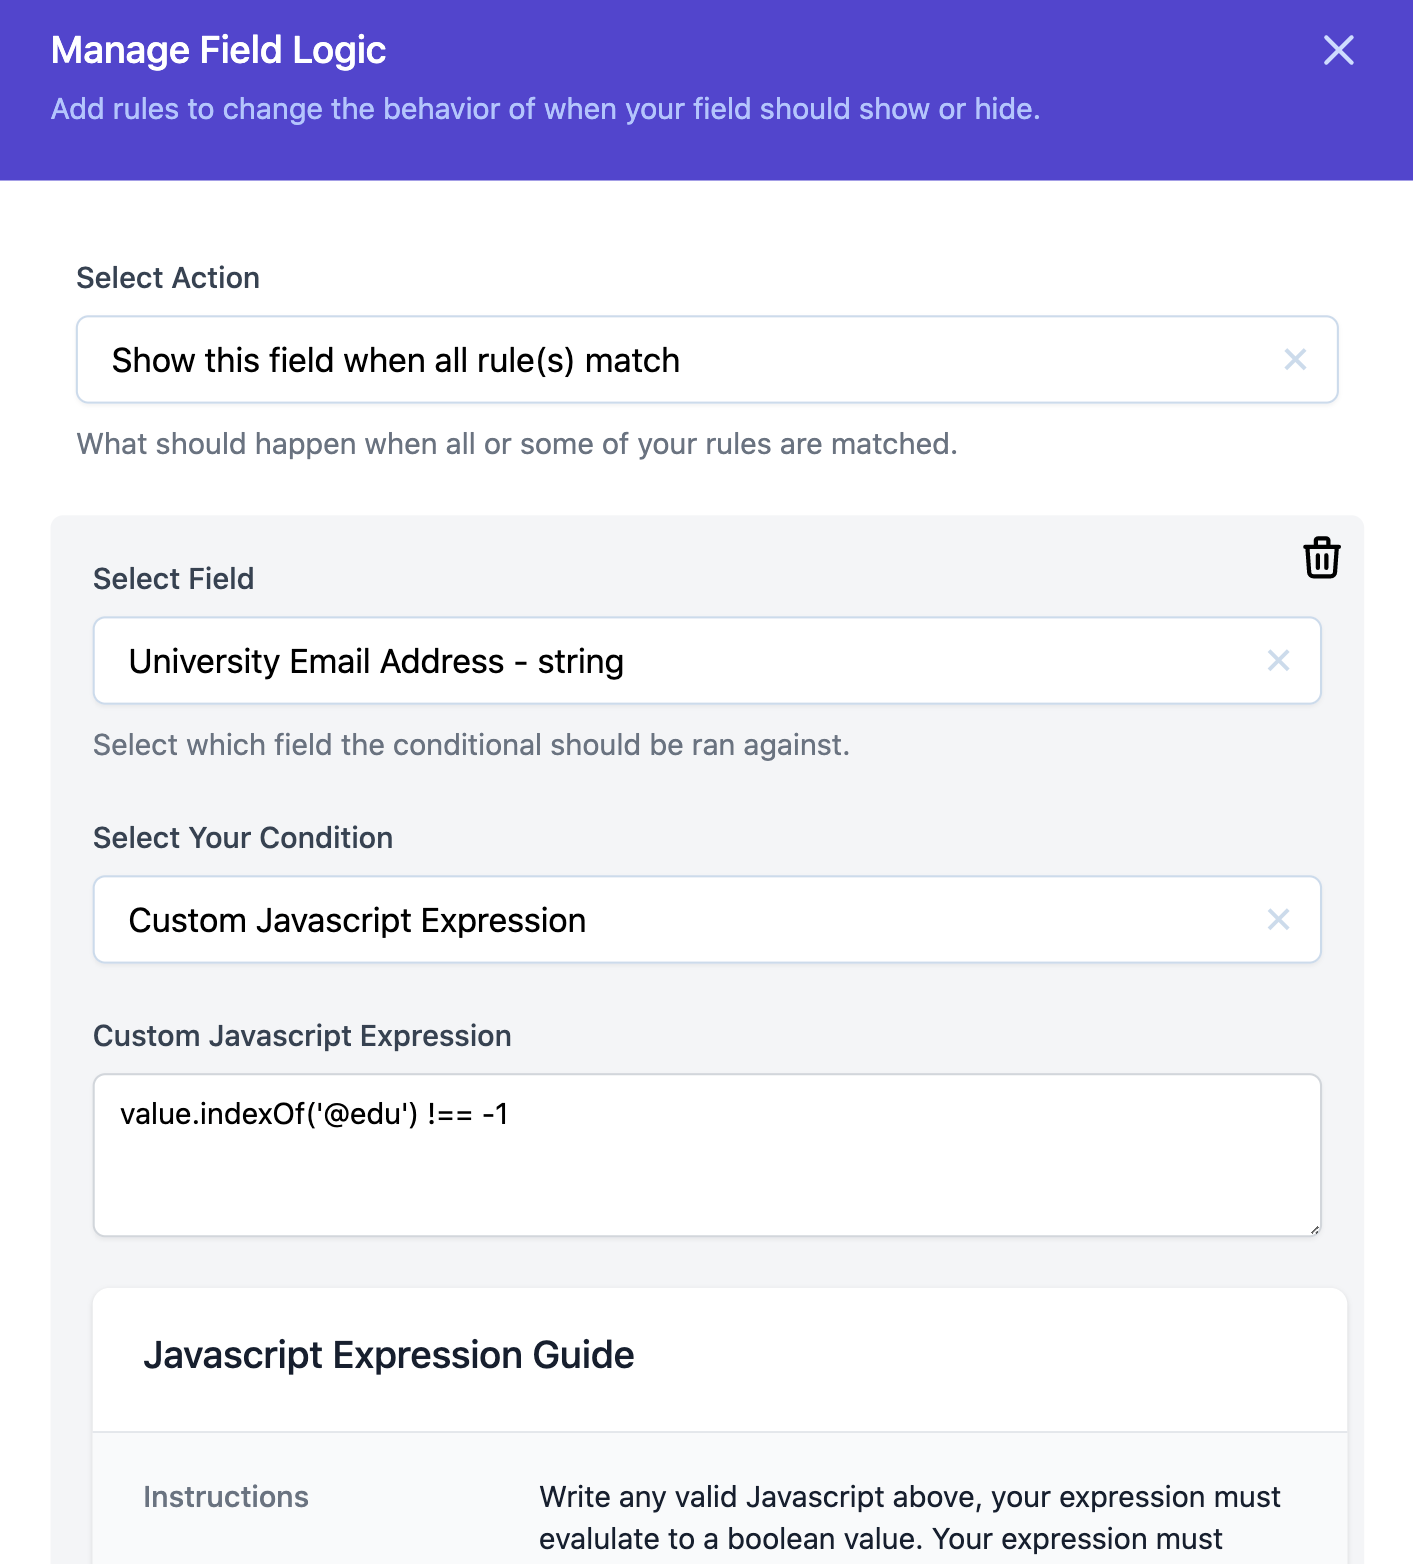 Manage Field Logic
Add rules to change the behavior of when your field should show or hide.
Select Action
Show this field when all rule(s) match
What should happen when all or some of your rules are matched.
Select Field
University Email Address - string
Select which field the conditional should be ran against.
Select Your Condition
Custom Javascript Expression
Custom Javascript Expression
value.indexOf('@edu') !== -1
Javascript Expression Guide
Instructions
Write any valid Javascript above, your expression must
evalulate to a boolean value. Your expression must